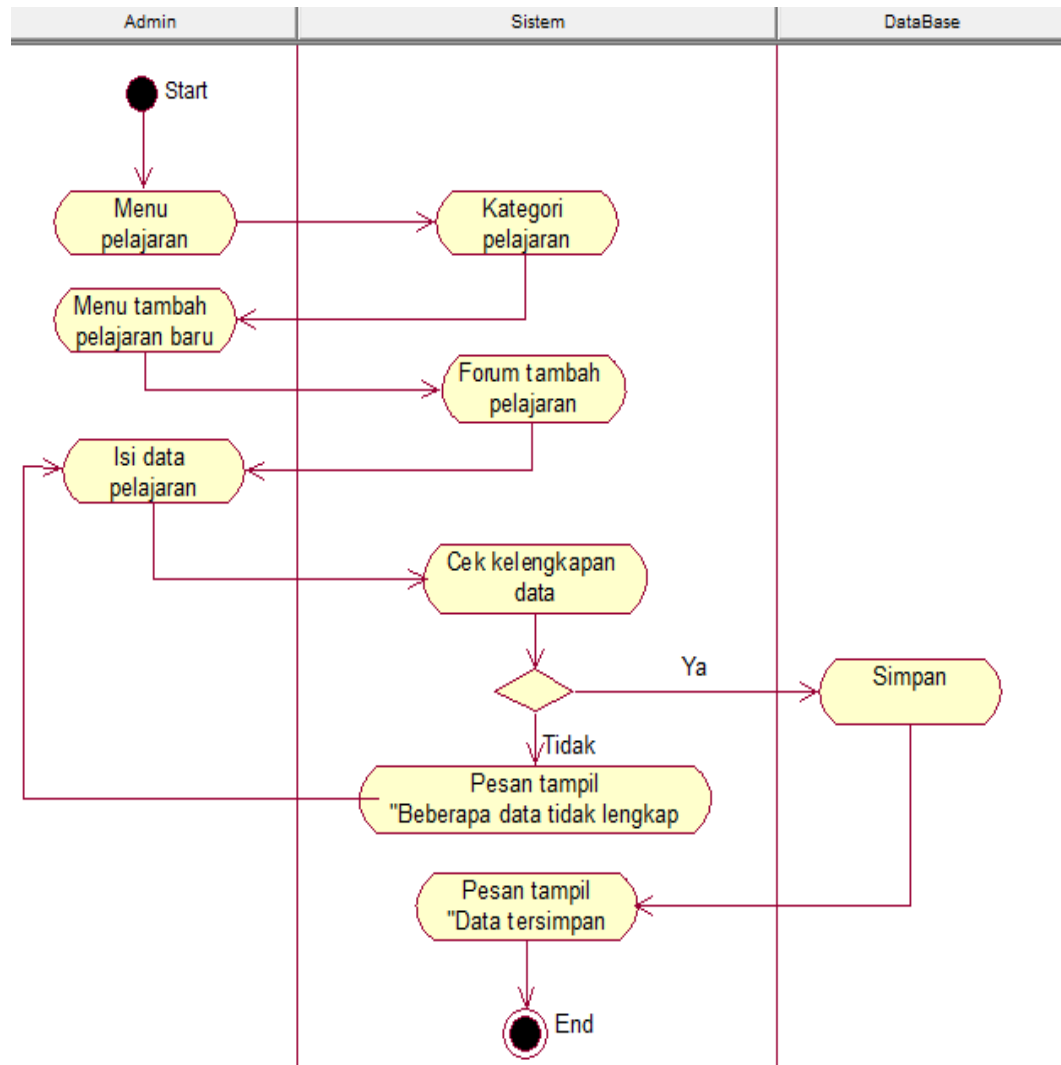 Admin
Sistem
DataBase
Start
Menu
pelajaran
Kategori
pelajaran
Menu tambah
pelajaran baru
Forum tambah
pelajaran
Isi data
pelajaran
Cek kelengkapan
data
Ya
Simpan
Tidak
Pesan tampil
"Beberapa data tidak lengkap
Pesan tampil
"Data tersimpan
End